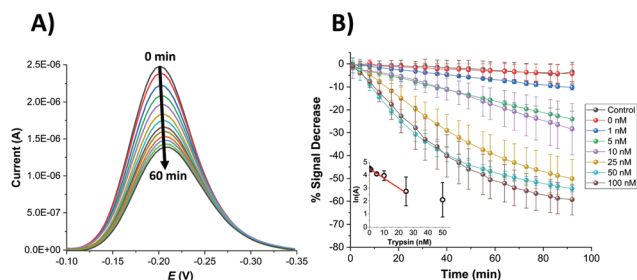 A)
0 min
60 min
2.5E-06
2.0E-06
1.5E-06
1.0E-06
5.0E-07
0.0E+00
Current (A)
-0.10
-0.15
-0.20
-0.25
-0.30
-0.35
E (V)
B)
0
-10
-20
-30
-40
-50
-60
-70
-80
% Signal Decrease
0
20
40
60
80
100
Time (min)
5
4
3
2
1
0
ln(A)
0
10
20
30
40
50
Trypsin (nM)
Control
0 nM
1 nM
5 nM
10 nM
25 nM
50 nM
100 nM